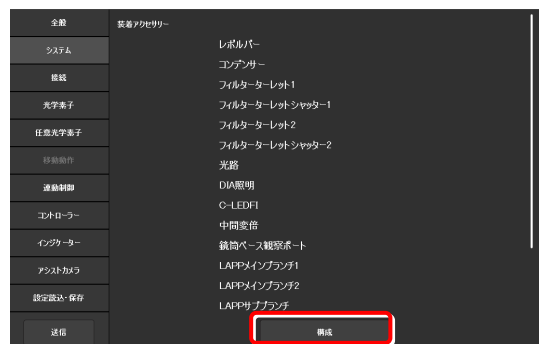 全般
システム
接続
光学素子
任意光学素子
移動動作
連動制御
コントローラー
インジケーター
アシストカメラ
設定読込・保存
送信
装着アクセサリー
レボルバー
コンデンサー
フィルターターレット1
フィルターターレットシャッター1
フィルターターレット2
フィルターターレットシャッター2
光路
DIA照明
C-LEDFI
中間変倍
鏡筒ベース観察ポート
LAPPメインブランチ1
LAPPメインブランチ2
LAPPサブブランチ
構成